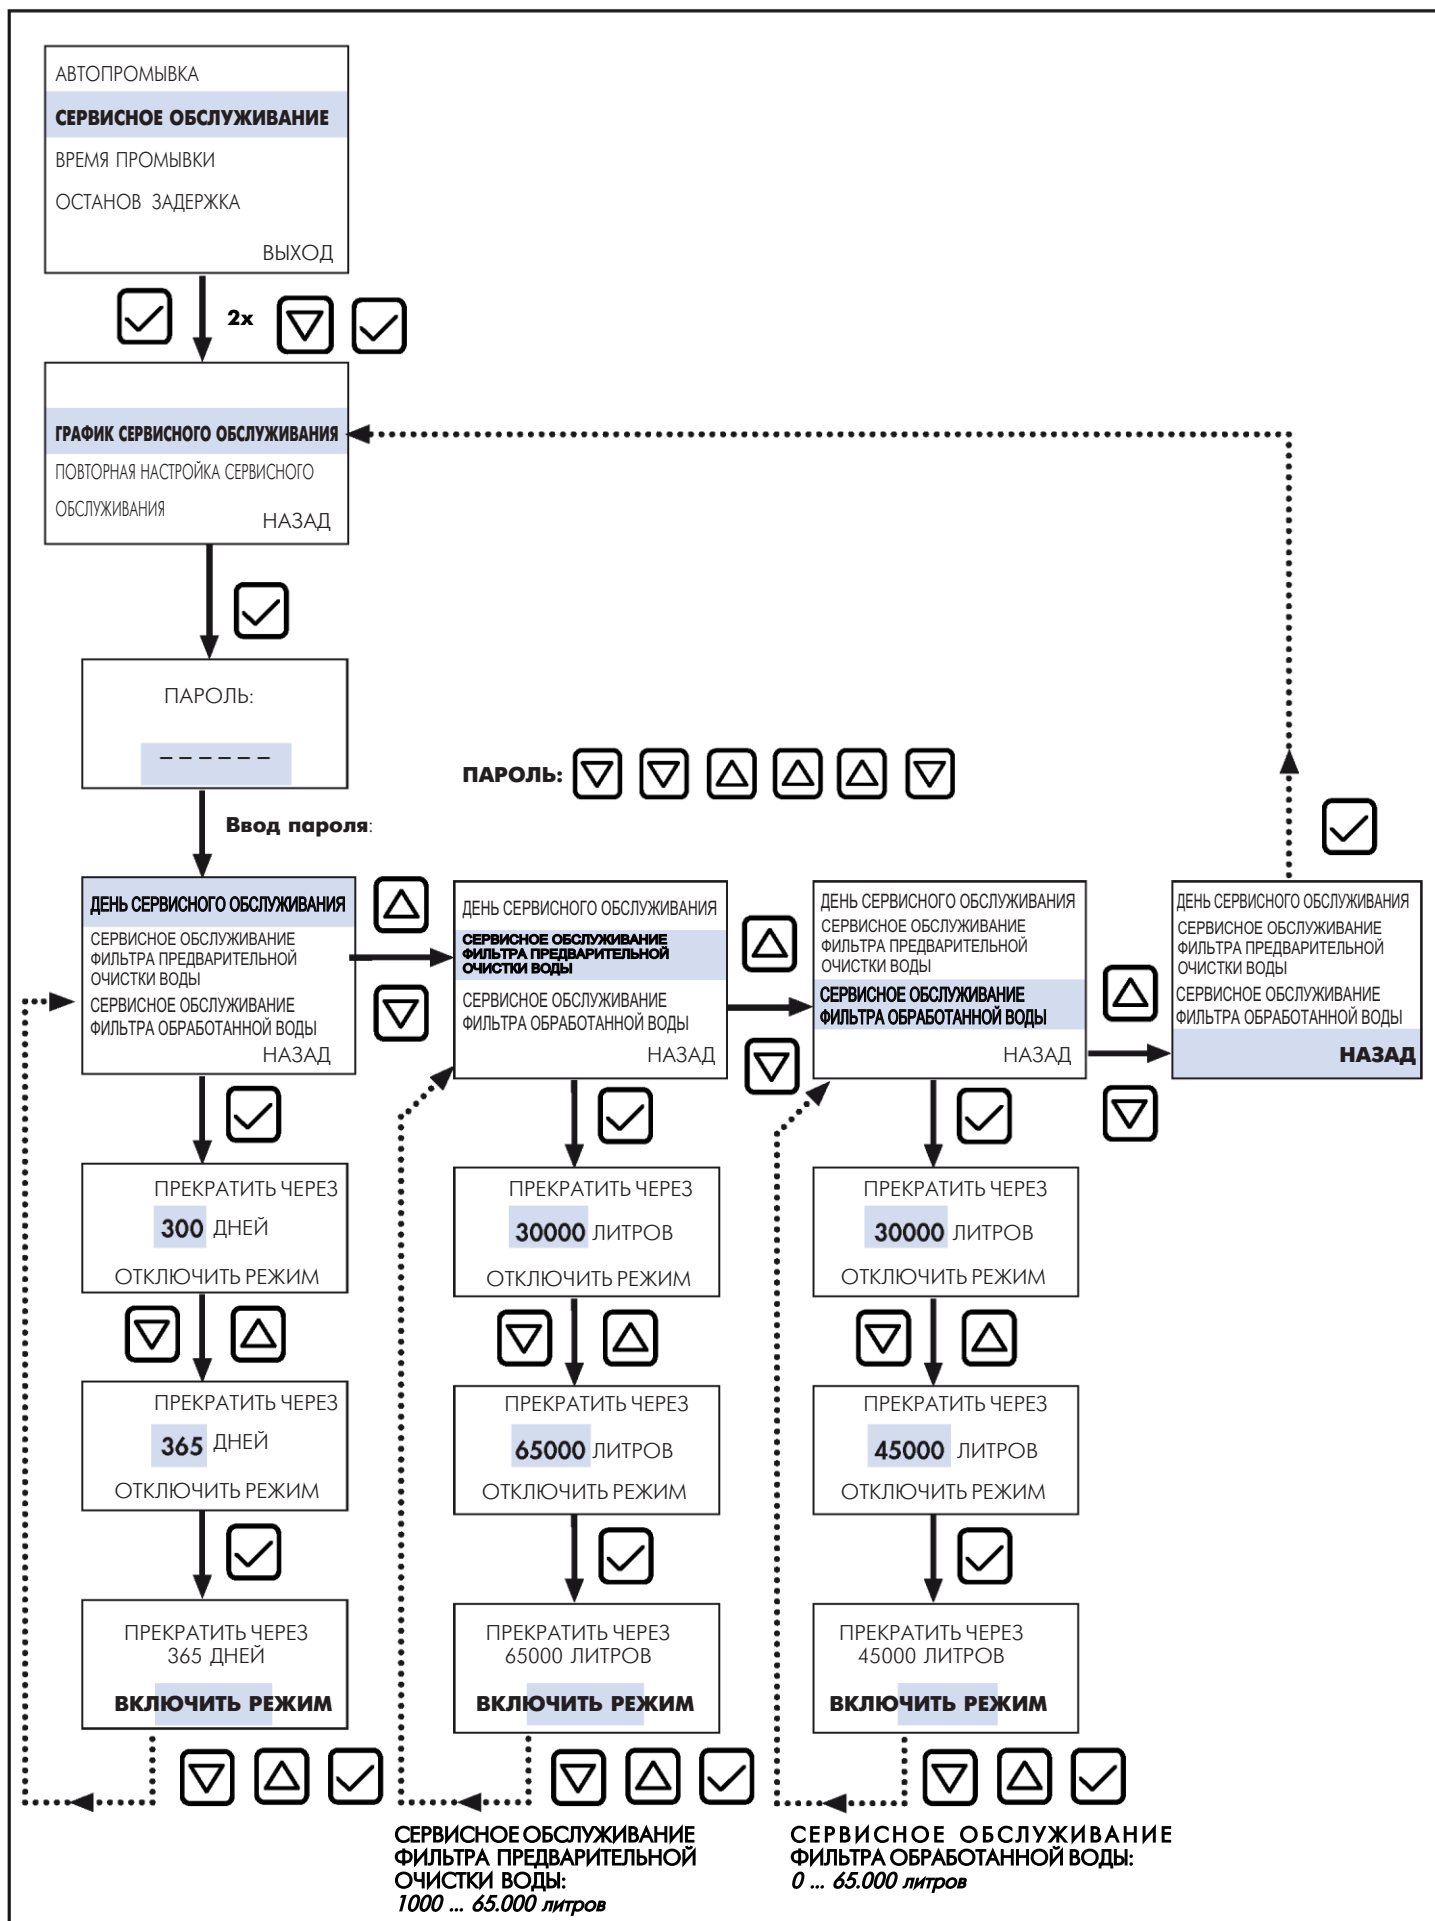 АВТОПРОМЫВКА
СЕРВИСНОЕ ОБСЛУЖИВАНИЕ
ВРЕМЯ ПРОМЫВКИ
ОСТАНОВ ЗАДЕРЖКА
ВЫХОД
2x
ГРАФИК СЕРВИСНОГО ОБСЛУЖИВАНИЯ
ПОВТОРНАЯ НАСТРОЙКА СЕРВИСНОГО
ОБСЛУЖИВАНИЯ
НАЗАД
ПАРОЛЬ:
– – – – – –
ПАРОЛЬ:
Ввод пароля:
ДЕНЬ СЕРВИСНОГО ОБСЛУЖИВАНИЯ
СЕРВИСНОЕ ОБСЛУЖИВАНИЕ
ФИЛЬТРА ПРЕДВАРИТЕЛЬНОЙ
ОЧИСТКИ ВОДЫ
СЕРВИСНОЕ ОБСЛУЖИВАНИЕ
ФИЛЬТРА ОБРАБОТАННОЙ ВОДЫ
НАЗАД
ДЕНЬ СЕРВИСНОГО ОБСЛУЖИВАНИЯ
СЕРВИСНОЕ ОБСЛУЖИВАНИЕ
ФИЛЬТРА ПРЕДВАРИТЕЛЬНОЙ
ОЧИСТКИ ВОДЫ
СЕРВИСНОЕ ОБСЛУЖИВАНИЕ
ФИЛЬТРА ОБРАБОТАННОЙ ВОДЫ
НАЗАД
ДЕНЬ СЕРВИСНОГО ОБСЛУЖИВАНИЯ
СЕРВИСНОЕ ОБСЛУЖИВАНИЕ
ФИЛЬТРА ПРЕДВАРИТЕЛЬНОЙ
ОЧИСТКИ ВОДЫ
СЕРВИСНОЕ ОБСЛУЖИВАНИЕ
ФИЛЬТРА ОБРАБОТАННОЙ ВОДЫ
НАЗАД
ДЕНЬ СЕРВИСНОГО ОБСЛУЖИВАНИЯ
СЕРВИСНОЕ ОБСЛУЖИВАНИЕ
ФИЛЬТРА ПРЕДВАРИТЕЛЬНОЙ
ОЧИСТКИ ВОДЫ
СЕРВИСНОЕ ОБСЛУЖИВАНИЕ
ФИЛЬТРА ОБРАБОТАННОЙ ВОДЫ
НАЗАД
ПРЕКРАТИТЬ ЧЕРЕЗ
300 ДНЕЙ
ОТКЛЮЧИТЬ РЕЖИМ
ПРЕКРАТИТЬ ЧЕРЕЗ
30000 ЛИТРОВ
ОТКЛЮЧИТЬ РЕЖИМ
ПРЕКРАТИТЬ ЧЕРЕЗ
30000 ЛИТРОВ
ОТКЛЮЧИТЬ РЕЖИМ
ПРЕКРАТИТЬ ЧЕРЕЗ
365 ДНЕЙ
ОТКЛЮЧИТЬ РЕЖИМ
ПРЕКРАТИТЬ ЧЕРЕЗ
65000 ЛИТРОВ
ОТКЛЮЧИТЬ РЕЖИМ
ПРЕКРАТИТЬ ЧЕРЕЗ
45000 ЛИТРОВ
ОТКЛЮЧИТЬ РЕЖИМ
ПРЕКРАТИТЬ ЧЕРЕЗ
365 ДНЕЙ
ВКЛЮЧИТЬ РЕЖИМ
ПРЕКРАТИТЬ ЧЕРЕЗ
65000 ЛИТРОВ
ВКЛЮЧИТЬ РЕЖИМ
ПРЕКРАТИТЬ ЧЕРЕЗ
45000 ЛИТРОВ
ВКЛЮЧИТЬ РЕЖИМ
СЕРВИСНОЕ ОБСЛУЖИВАНИЕ
ФИЛЬТРА ПРЕДВАРИТЕЛЬНОЙ
ОЧИСТКИ ВОДЫ:
1000 ... 65.000 литров
СЕРВИСНОЕ ОБСЛУЖИВАНИЕ
ФИЛЬТРА ОБРАБОТАННОЙ ВОДЫ:
0 ... 65.000 литров